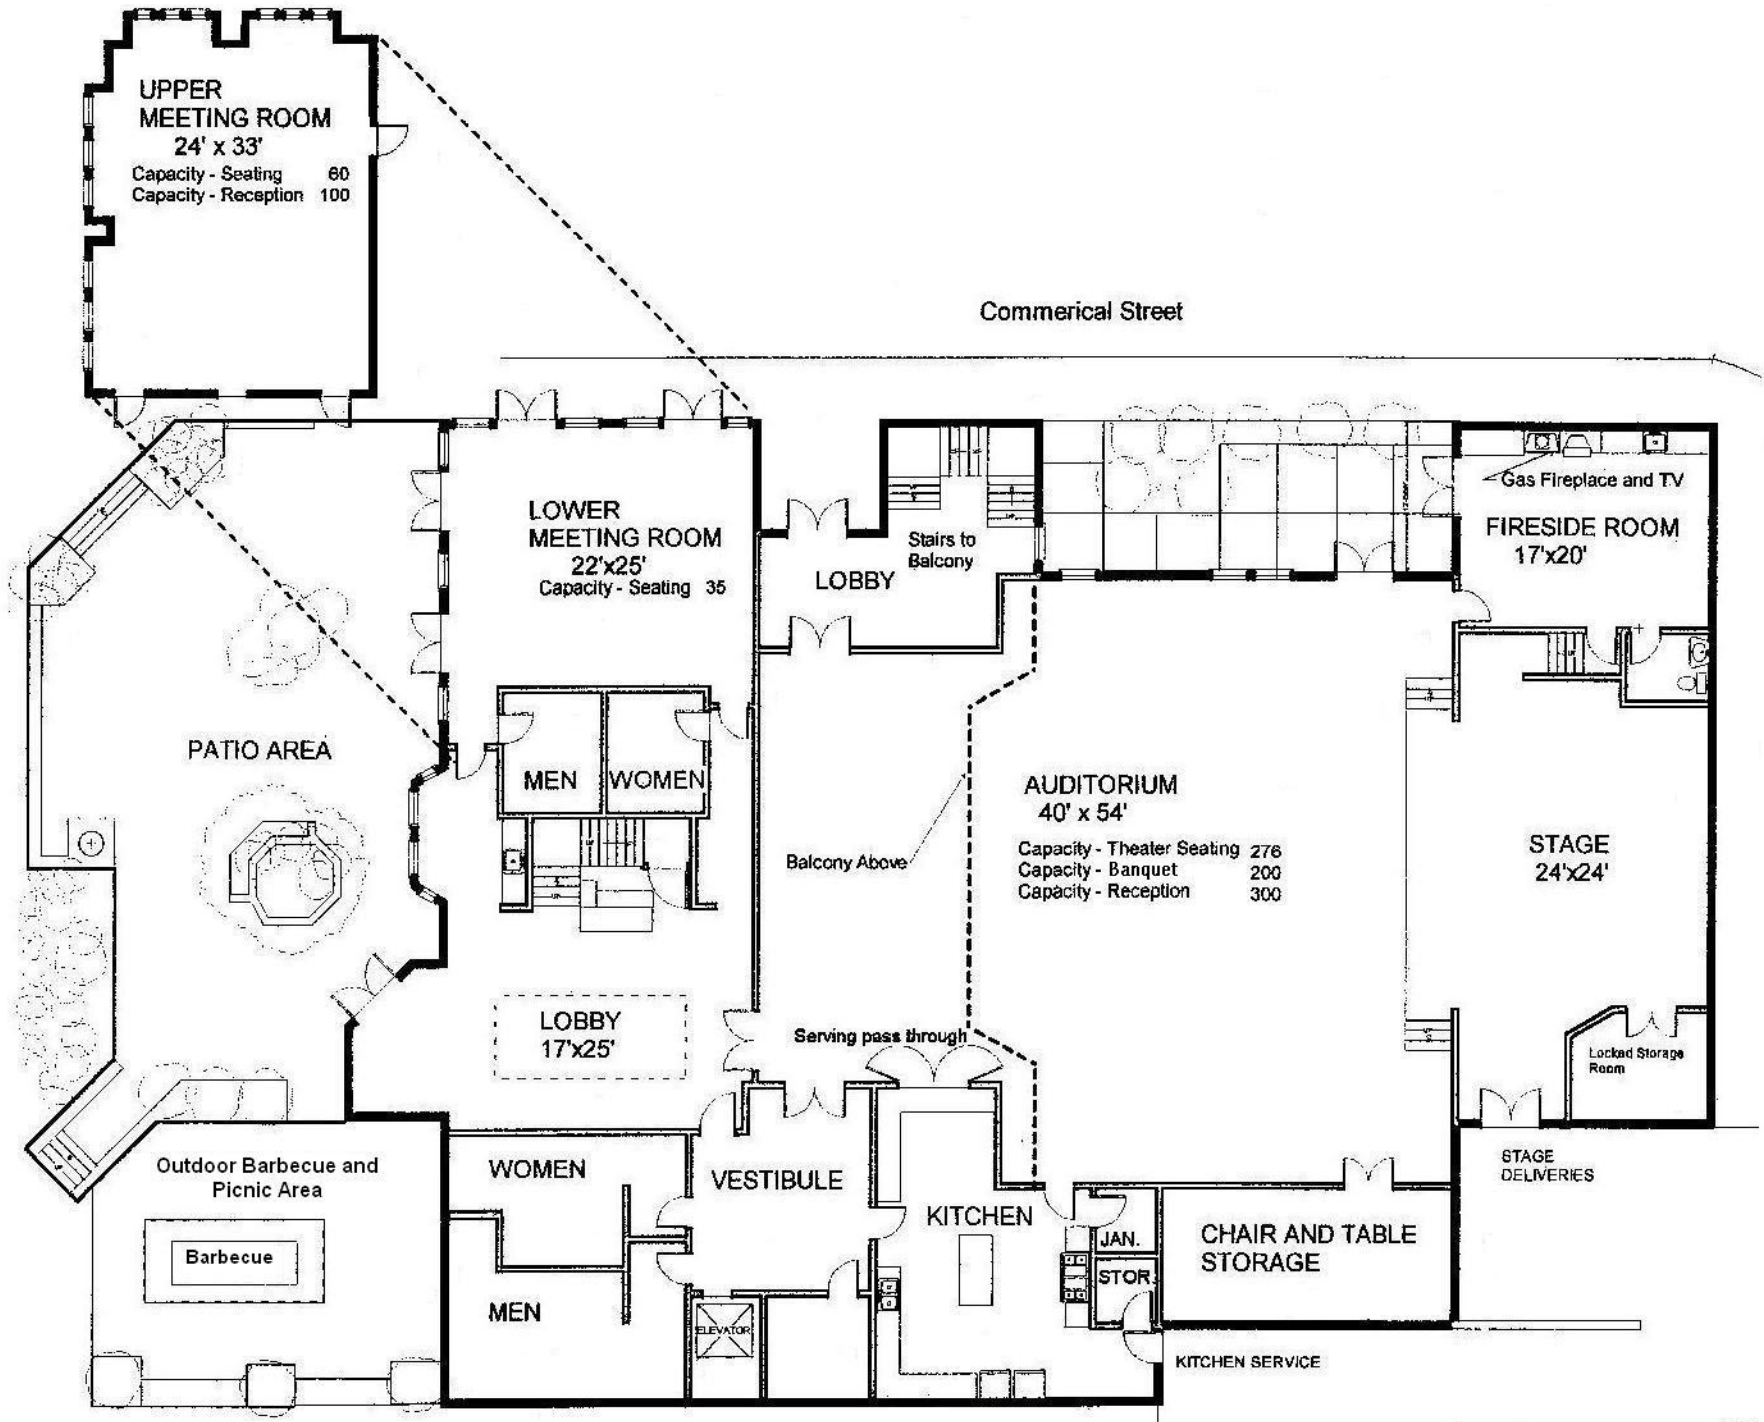 UPPER
MEETING ROOM
24' x 33'
Capacity - Seating 60
Capacity - Reception 100
Commerical Street
LOWER
MEETING ROOM
22'x25'
Capacity - Seating 35
LOBBY
Stairs to
Balcony
Gas Fireplace and TV
FIRESIDE ROOM
17'x20'
PATIO AREA
MEN
WOMEN
AUDITORIUM
40' x 54'
Capacity - Theater Seating 276
Capacity - Banquet 200
Capacity - Reception 300
Balcony Above
STAGE
24'x24'
LOBBY
17'x25'
Serving pass through
Locked Storage
Room
Outdoor Barbecue and
Picnic Area
Barbecue
WOMEN
VESTIBULE
KITCHEN
JAN.
STOR.
CHAIR AND TABLE
STORAGE
STAGE
DELIVERIES
MEN
ELEVATOR
KITCHEN SERVICE